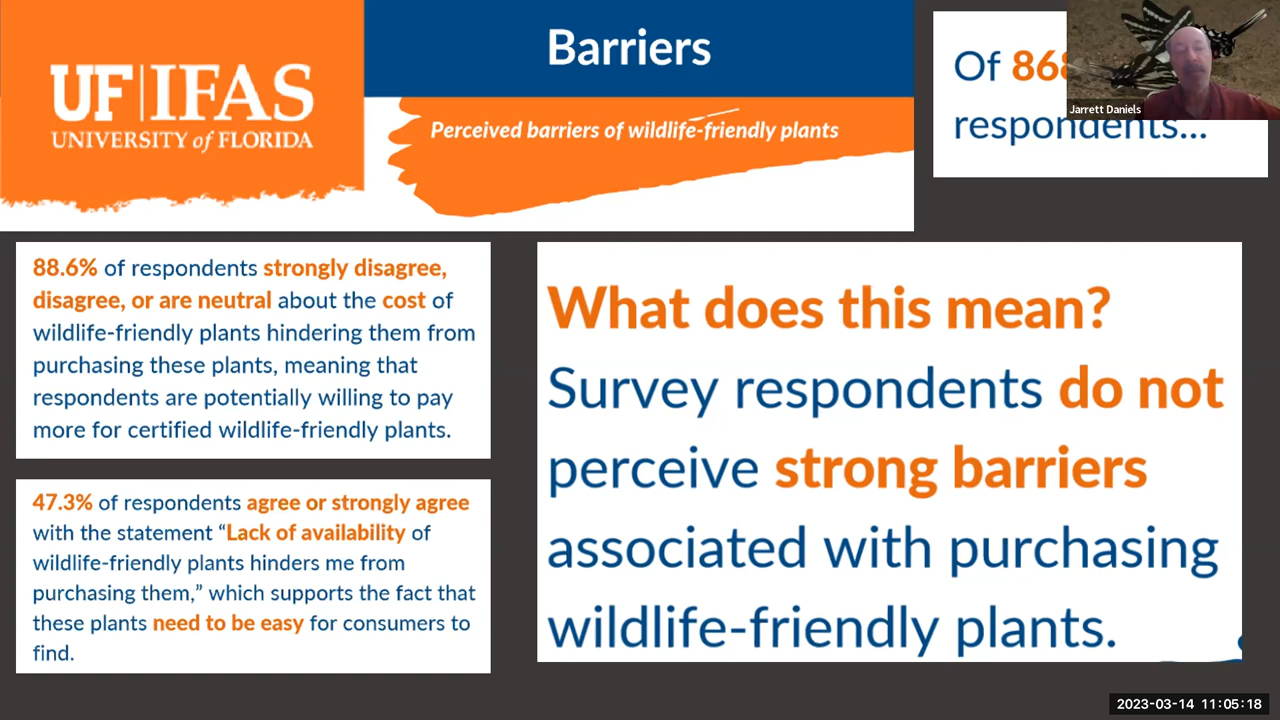 UF|IFAS
UNIVERSITY of FLORIDA
Barriers
Perceived barriers of wildlife-friendly plants
Of
respondents...
Jarrett Daniels
88.6% of respondents strongly disagree,
disagree, or are neutral about the cost of
wildlife-friendly plants hindering them from
purchasing these plants, meaning that
respondents are potentially willing to pay
more for certified wildlife-friendly plants.
47.3% of respondents agree or strongly agree
with the statement “Lack of availability of
wildlife-friendly plants hinders me from
purchasing them,” which supports the fact that
these plants need to be easy for consumers to
find.
What does this mean?
Survey respondents do not
perceive strong barriers
associated with purchasing
wildlife-friendly plants.
2023-03-14 11:05:18